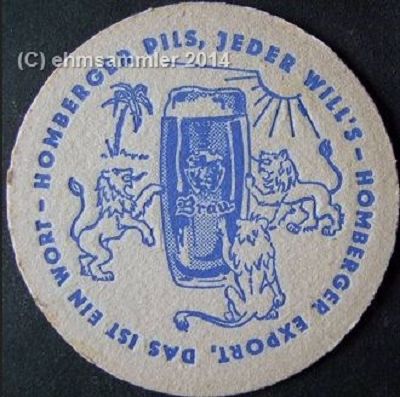 (C) ehmsammler 2014
HOMBERGER PILS, JEDER WILL'S – HOMBERGER EXPORT, DAS IST EIN WORT –
Bräu